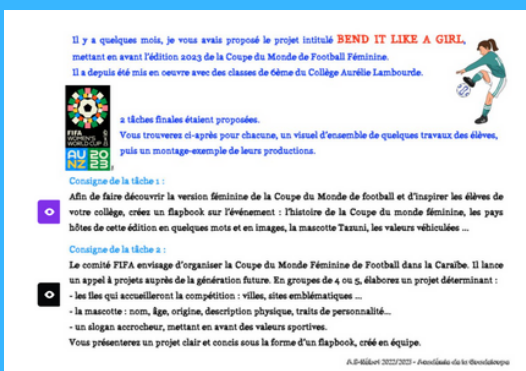 Il y a quelques mois, je vous avais proposé le projet intitulé BEND IT LIKE A GIRL,
mettant en avant l'édition 2023 de la Coupe du Monde de Football Féminine.
Il a depuis été mis en oeuvre avec des classes de 6ème du Collège Aurélie Lambourde.
FIFA
WOMEN'S
WORLD CUP
AU 20
NZ 23
2 tâches finales étaient proposées.
Vous trouverez ci-après pour chacune, un visuel d'ensemble de quelques travaux des élèves,
puis un montage-exemple de leurs productions.
Consigne de la tâche 1 :
Afin de faire découvrir la version féminine de la Coupe du Monde de football et d'inspirer les élèves de
votre collège, créez un flapbook sur l'événement : l'histoire de la Coupe du monde féminine, les pays
hôtes de cette édition en quelques mots et en images, la mascotte Tazuni, les valeurs véhiculées ...
Consigne de la tâche 2 :
Le comité FIFA envisage d'organiser la Coupe du Monde Féminine de Football dans la Caraïbe. Il lance
un appel à projets auprès de la génération future. En groupes de 4 ou 5, élaborez un projet déterminant :
- les îles qui accueilleront la compétition : villes, sites emblématiques ...
- la mascotte : nom, âge, origine, description physique, traits de personnalité...
- un slogan accrocheur, mettant en avant des valeurs sportives.
Vous présenterez un projet clair et concis sous la forme d'un flapbook, créé en équipe.
2022/2023 - Académie de la Guadeloupe